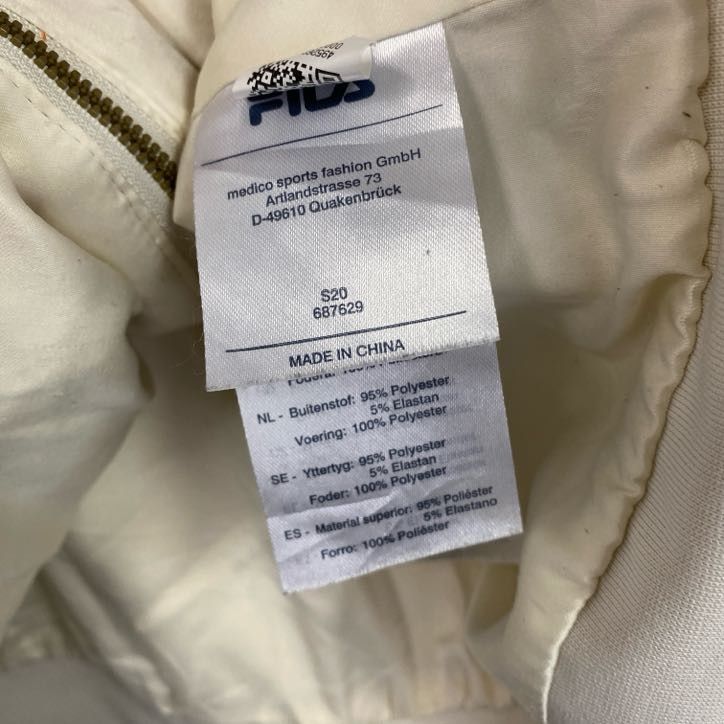 FILA
medico sports fashion GmbH
Artlandstrasse 73
D-49610 Quakenbrück
S20
687629
MADE IN CHINA
NL - Buitenstof: 95% Polyester
5% Elastan
Voering: 100% Polyester
SE - Yttertyg: 95% Polyester
5% Elastan
Foder: 100% Polyester
ES - Material superior: 95% Poliéster
5% Elastano
Forro: 100% Poliéster